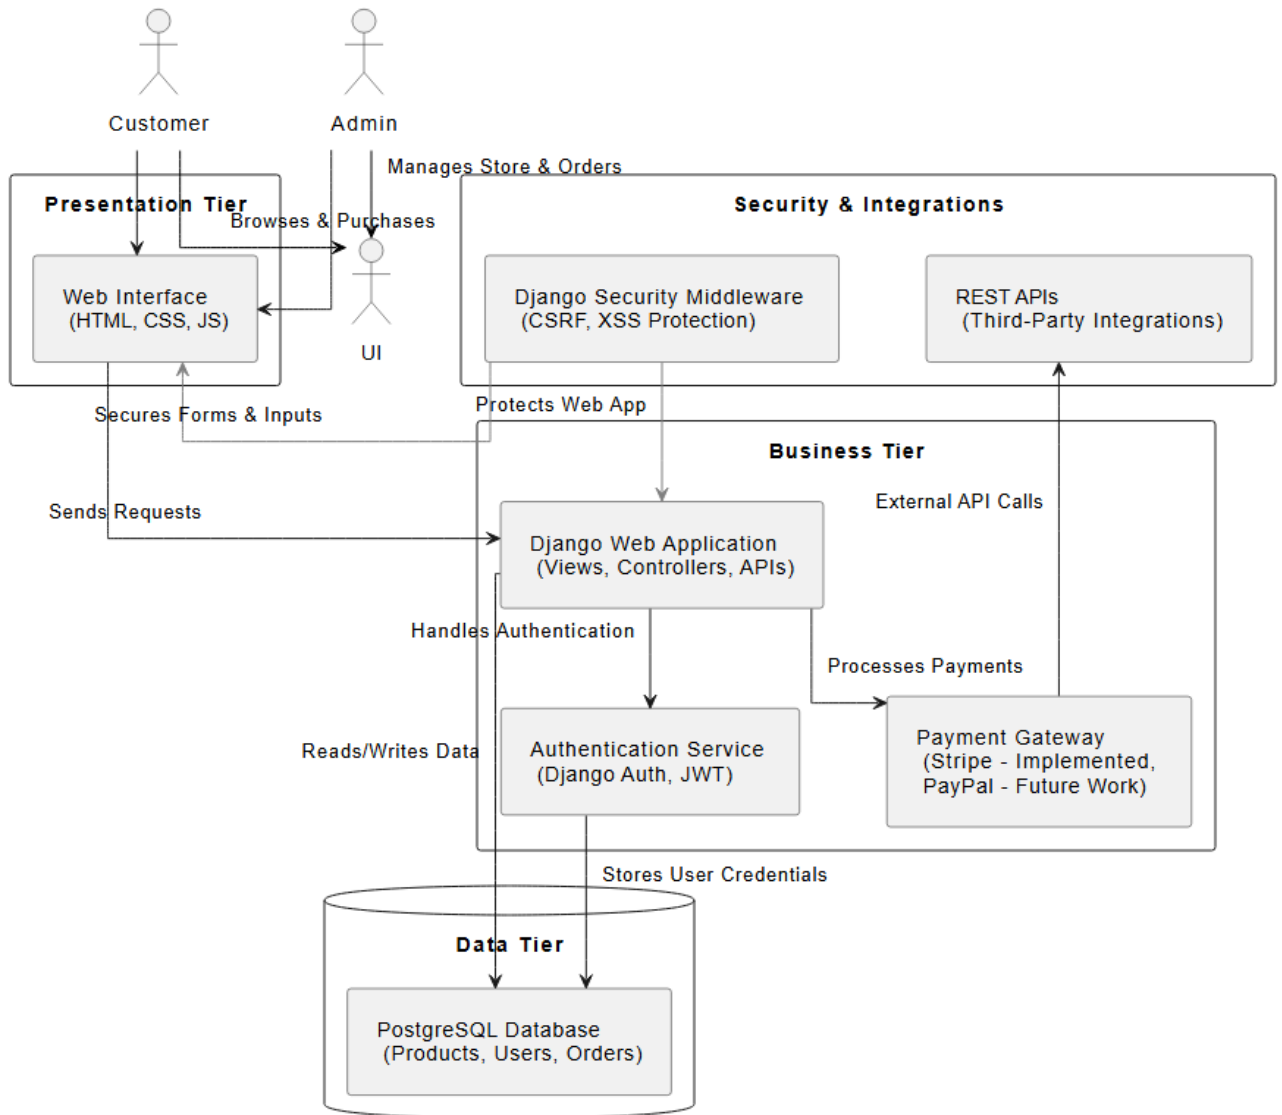 Customer
Admin
Manages Store & Orders
Presentation Tier
Security & Integrations
Browses & Purchases
Web Interface
(HTML, CSS, JS)
Django Security Middleware
(CSRF, XSS Protection)
REST APIs
(Third-Party Integrations)
UI
Secures Forms & Inputs
Protects Web App
Business Tier
Sends Requests
External API Calls
Django Web Application
(Views, Controllers, APIs)
Handles Authentication
Processes Payments
Reads/Writes Data
Authentication Service
(Django Auth, JWT)
Payment Gateway
(Stripe - Implemented,
PayPal - Future Work)
Stores User Credentials
Data Tier
PostgreSQL Database
(Products, Users, Orders)